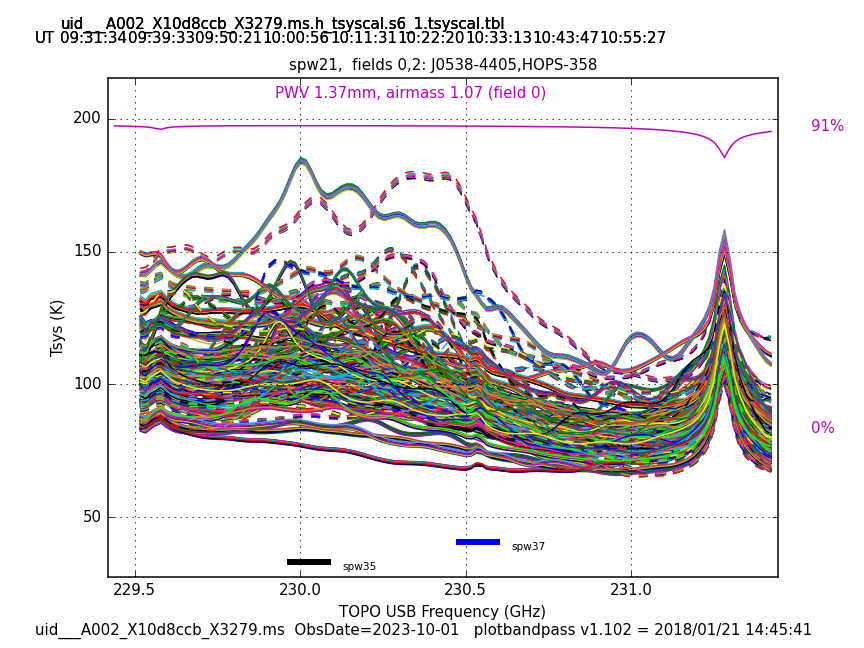 uid___A002_X10d8ccb_X3279.ms.h_tsyscal.s6_1.tsyscal.tbl
UT 09:31:34 09:39:33 09:50:21 10:00:56 10:11:31 10:22:20 10:33:13 10:43:47 10:55:27
spw21,  fields 0,2: J0538-4405,HOPS-358
PWV 1.37mm, airmass 1.07 (field 0)
91%
0%
200
150
100
50
Tsys (K)
spw37
spw35
229.5 230.0 230.5 231.0
TOPO USB Frequency (GHz)
uid___A002_X10d8ccb_X3279.ms  ObsDate=2023-10-01   plotbandpass v1.102 = 2018/01/21 14:45:41